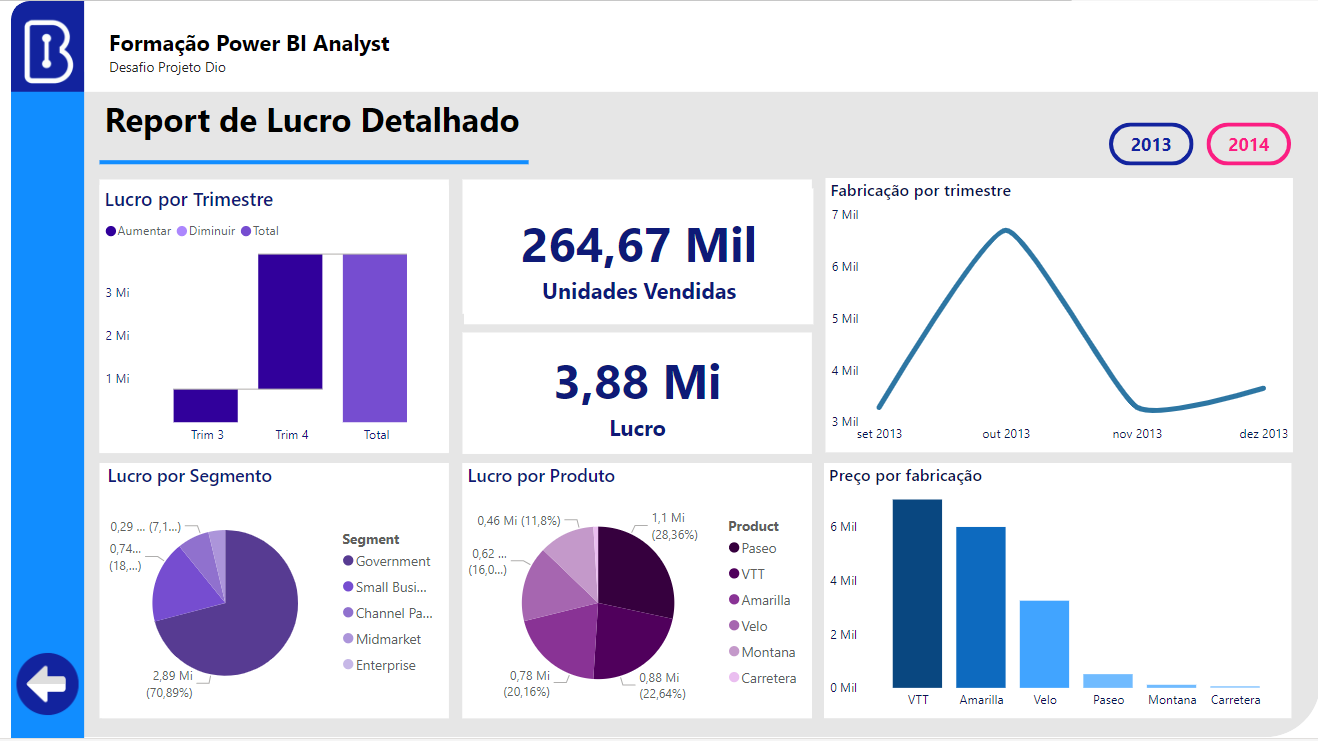 Formação Power BI Analyst
Desafio Projeto Dio
Report de Lucro Detalhado
2013
2014
Lucro por Trimestre
Aumentar Diminuir Total
3 Mi
2 Mi
1 Mi
Trim 3 Trim 4 Total
264,67 Mil
Unidades Vendidas
3,88 Mi
Lucro
Fabricação por trimestre
7 Mil
6 Mil
5 Mil
4 Mil
3 Mil
set 2013 out 2013 nov 2013 dez 2013
Lucro por Segmento
0,29 ... (7,1...)
0,74...
(18,...)
2,89 Mi
(70,89%)
Segment
Government
Small Busi...
Channel Pa...
Midmarket
Enterprise
Lucro por Produto
0,46 Mi (11,8%)
1,1 Mi
(28,36%)
0,62 ...
(16,0...)
0,78 Mi
(20,16%)
0,88 Mi
(22,64%)
Product
Paseo
VTT
Amarilla
Velo
Montana
Carretera
Preço por fabricação
6 Mil
4 Mil
2 Mil
0 Mil
VTT Amarilla Velo Paseo Montana Carretera